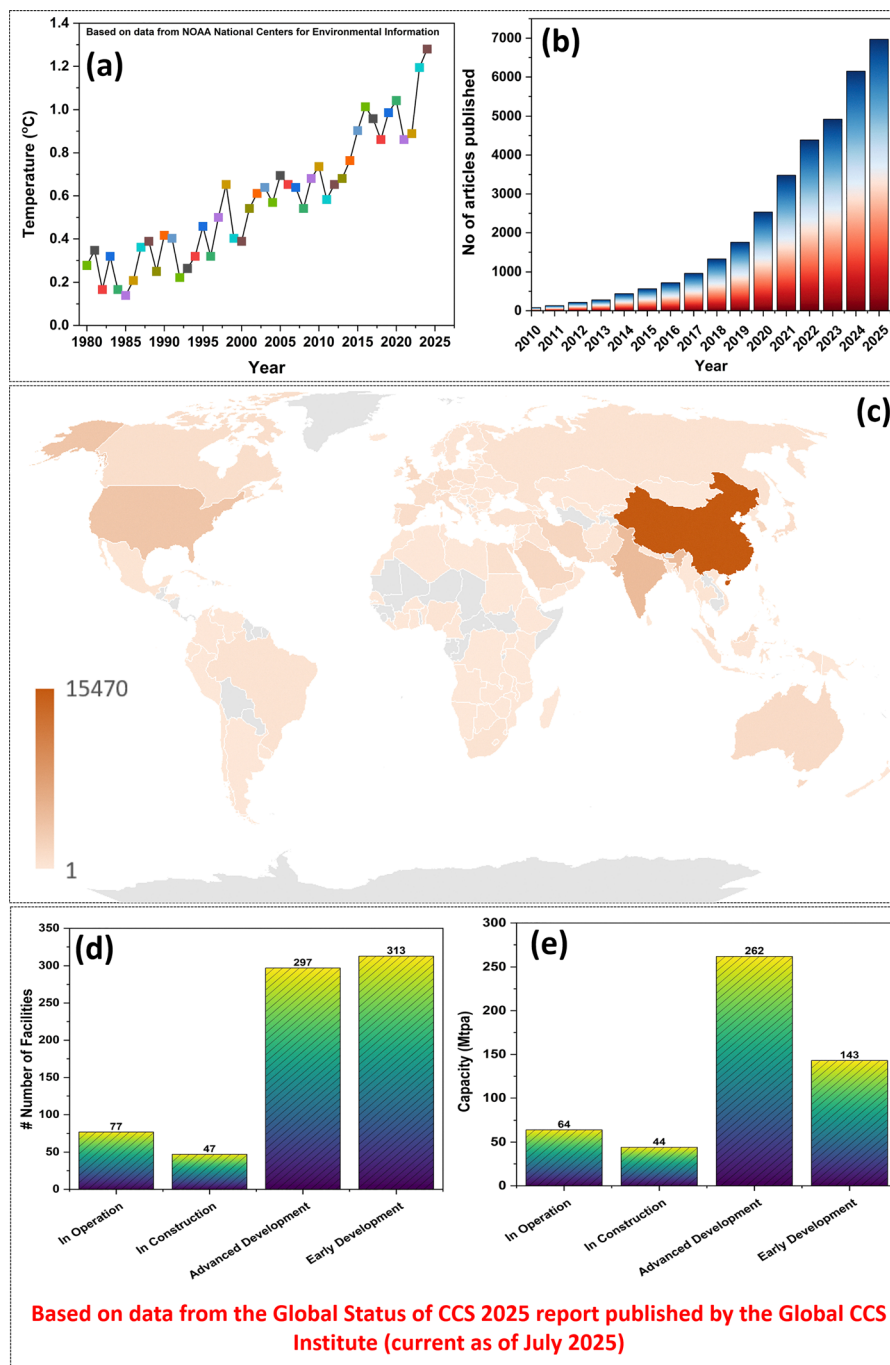 Based on data from NOAA National Centers for Environmental Information
(a)
Temperature (°C)
1.4
1.2
1.0
0.8
0.6
0.4
0.2
0.0
1980 1985 1990 1995 2000 2005 2010 2015 2020 2025
Year
(b)
No of articles published
7000
6000
5000
4000
3000
2000
1000
0
2010 2011 2012 2013 2014 2015 2016 2017 2018 2019 2020 2021 2022 2023 2024 2025
Year
(c)
15470
1
(d)
# Number of Facilities
350
300
250
200
150
100
50
0
77
47
297
313
In Operation
In Construction
Advanced Development
Early Development
(e)
Capacity (Mtpa)
300
250
200
150
100
50
0
64
44
262
143
In Operation
In Construction
Advanced Development
Early Development
Based on data from the Global Status of CCS 2025 report published by the Global CCS
Institute (current as of July 2025)